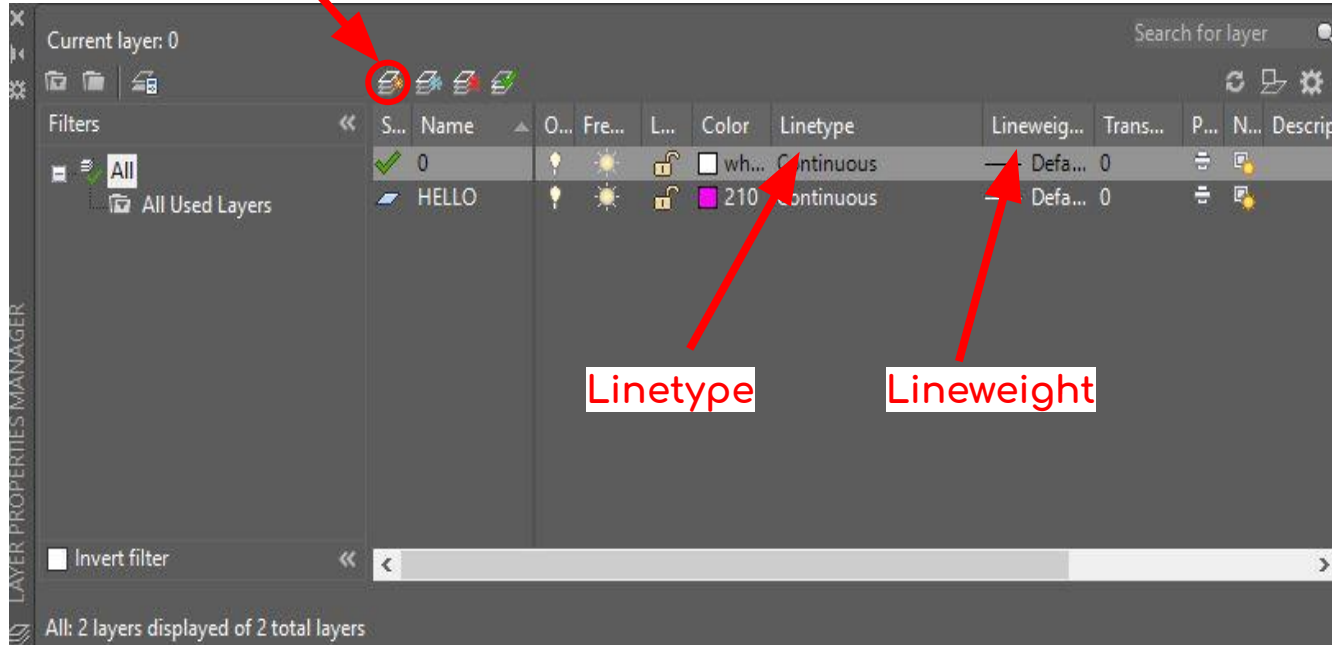 Current layer: 0
Search for layer
Filters
S... Name O... Fre... L... Color Linetype Lineweig... Trans... P... N... Descrip
All
0 wh... Continuous Defa... 0
All Used Layers
HELLO 210 Continuous Defa... 0
Linetype
Lineweight
LAYER PROPERTIES MANAGER
Invert filter
All: 2 layers displayed of 2 total layers